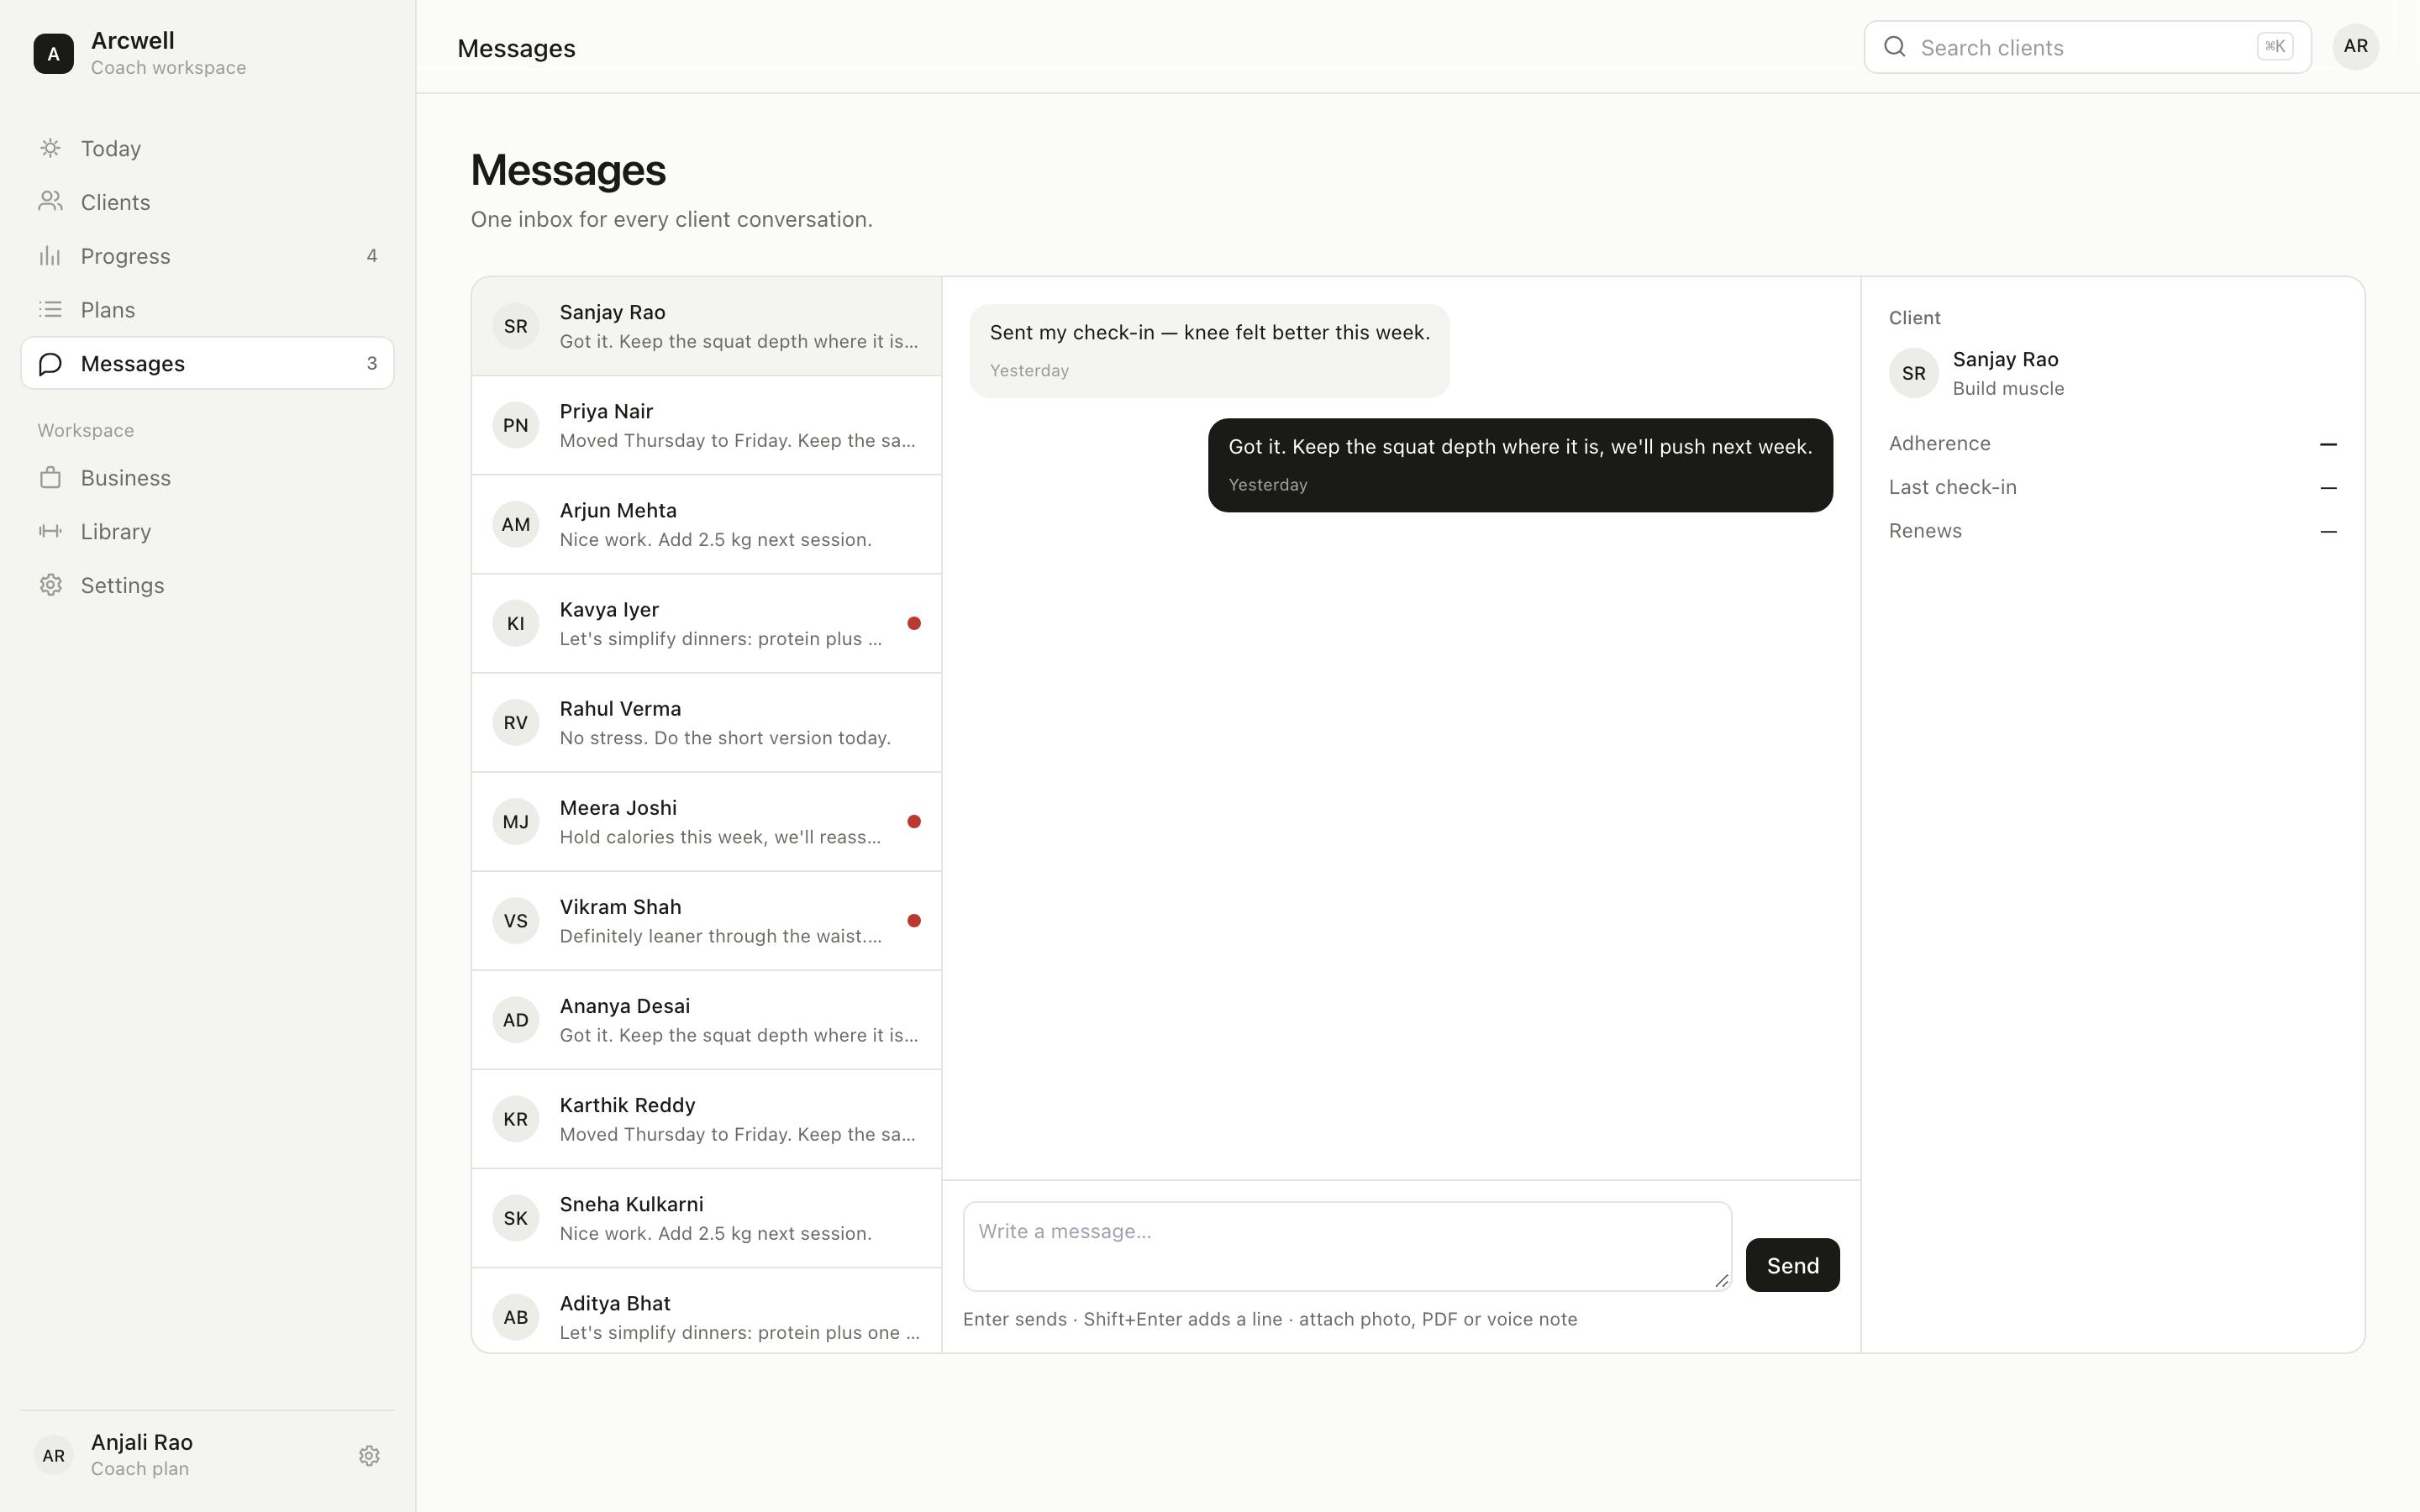 A
Arcwell
Coach workspace
Today
Clients
Progress 4
Plans
Messages 3
Workspace
Business
Library
Settings
AR
Anjali Rao
Coach plan
Messages
Search clients
⌘K
AR
Messages
One inbox for every client conversation.
SR
Sanjay Rao
Got it. Keep the squat depth where it is...
PN
Priya Nair
Moved Thursday to Friday. Keep the sa...
AM
Arjun Mehta
Nice work. Add 2.5 kg next session.
KI
Kavya Iyer
Let's simplify dinners: protein plus ...
RV
Rahul Verma
No stress. Do the short version today.
MJ
Meera Joshi
Hold calories this week, we'll reass...
VS
Vikram Shah
Definitely leaner through the waist....
AD
Ananya Desai
Got it. Keep the squat depth where it is...
KR
Karthik Reddy
Moved Thursday to Friday. Keep the sa...
SK
Sneha Kulkarni
Nice work. Add 2.5 kg next session.
AB
Aditya Bhat
Let's simplify dinners: protein plus one ...
Sent my check-in — knee felt better this week.
Yesterday
Got it. Keep the squat depth where it is, we'll push next week.
Yesterday
Write a message...
Send
Enter sends · Shift+Enter adds a line · attach photo, PDF or voice note
Client
SR
Sanjay Rao
Build muscle
Adherence —
Last check-in —
Renews —